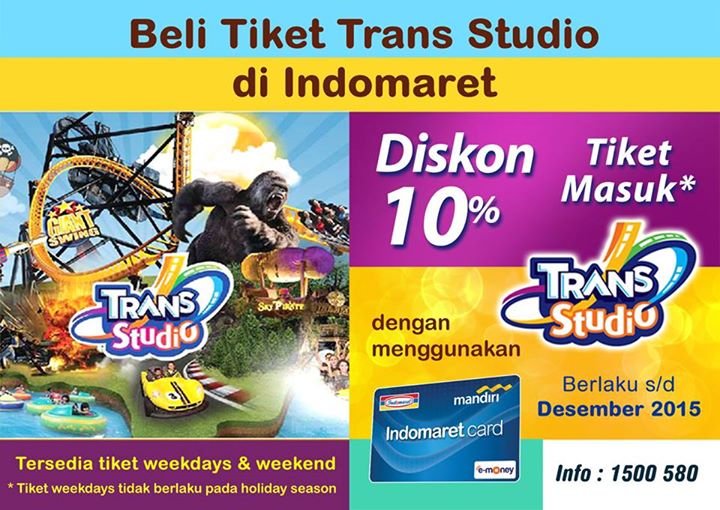 Beli Tiket Trans Studio
di Indomaret
GIANT
SWING
SKY PIRATE
TRANS
Studio
Diskon
10%
Tiket
Masuk*
TRANS
Studio
dengan
menggunakan
Indomaret
mandiri
Indomaret card
e-money
Berlaku s/d
Desember 2015
Tersedia tiket weekdays & weekend
* Tiket weekdays tidak berlaku pada holiday season
Info : 1500 580